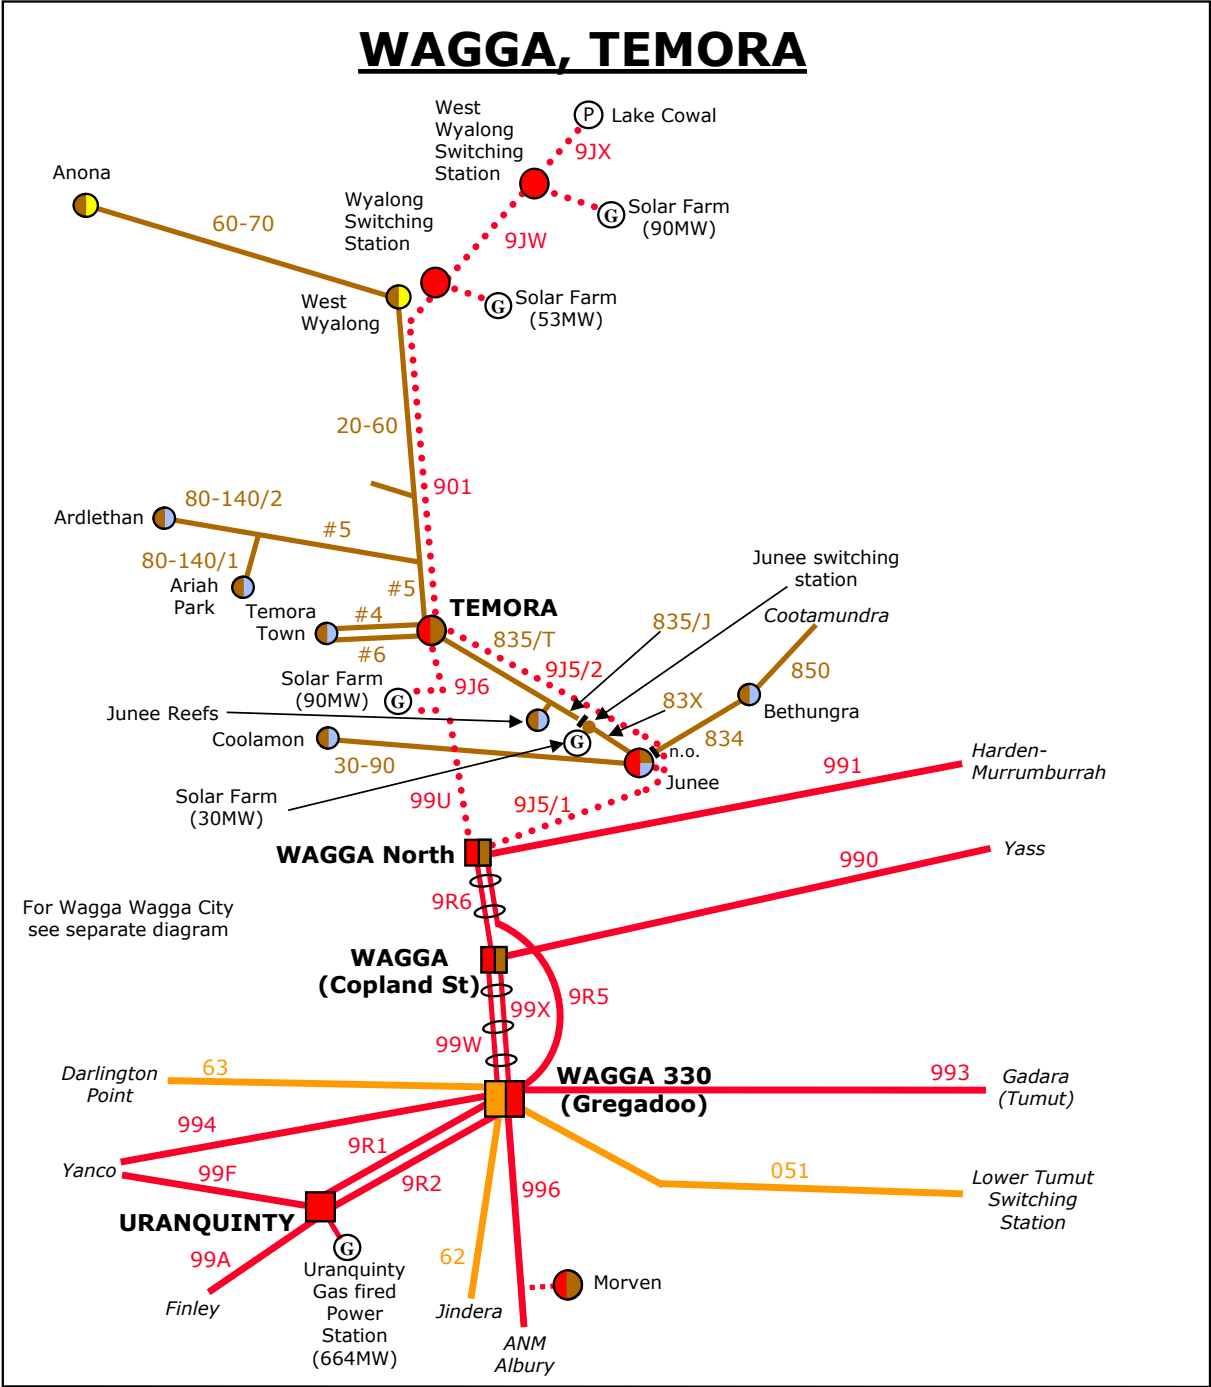 WAGGA, TEMORA
West
Wyalong
Switching
Station
P
Lake Cowal
9JX
Anona
Wyalong
Switching
Station
G
Solar Farm
(90MW)
60-70
9JW
West
Wyalong
G
Solar Farm
(53MW)
20-60
901
80-140/2
Ardlethan
#5
80-140/1
Ariah
Park
#5
Junee switching
station
Temora
Town
#4
#6
TEMORA
835/T
835/J
Cootamundra
9J5/2
850
Solar Farm
(90MW)
G
9J6
83X
Junee Reefs
Bethungra
Coolamon
G
834
n.o.
30-90
Junee
991
Harden-
Murrumburrah
Solar Farm
(30MW)
99U
9J5/1
WAGGA North
990
Yass
9R6
For Wagga Wagga City
see separate diagram
WAGGA
(Copland St)
99X
9R5
99W
63
Darlington
Point
WAGGA 330
(Gregadoo)
993
Gadara
(Tumut)
994
9R1
Yanco
99F
9R2
996
051
Lower Tumut
Switching
Station
URANQUINTY
G
99A
62
Uranquinty
Gas fired
Power
Station
(664MW)
Morven
Finley
Jindera
ANM
Albury